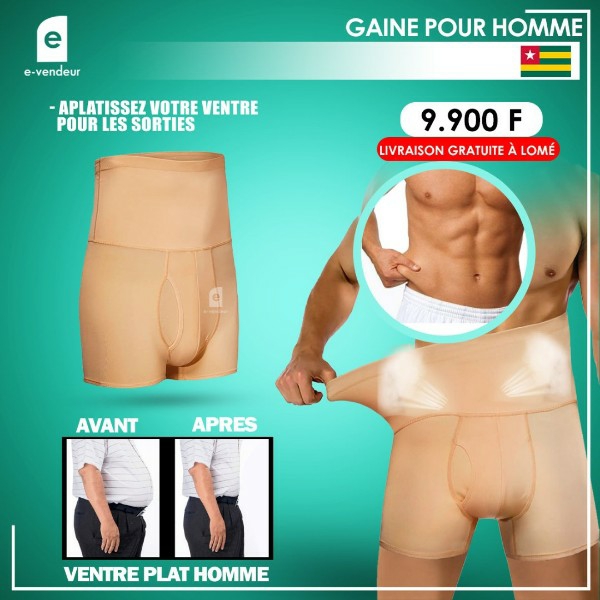 e
e-vendeur
GAINE POUR HOMME
- APLATISSEZ VOTRE VENTRE
POUR LES SORTIES
9.900 F
LIVRAISON GRATUITE À LOMÉ
e
e-vendeur
AVANT
APRES
VENTRE PLAT HOMME